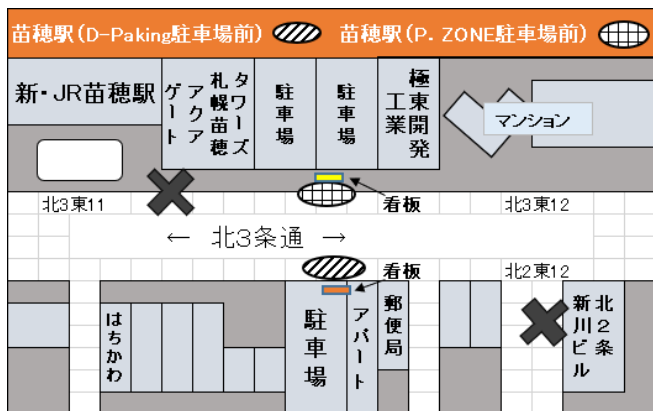 苗穂駅(D-Paking駐車場前) 苗穂駅(P. ZONE駐車場前)
新・JR苗穂駅
タワーズ
札幌苗穂
アクア
ゲート
駐車場
駐車場
極東開発
工業
マンション
北3東11
看板
北3東12
← 北3条通 →
看板
北2東12
はちかわ
駐車場
アパート
郵便局
北2条
新川ビル